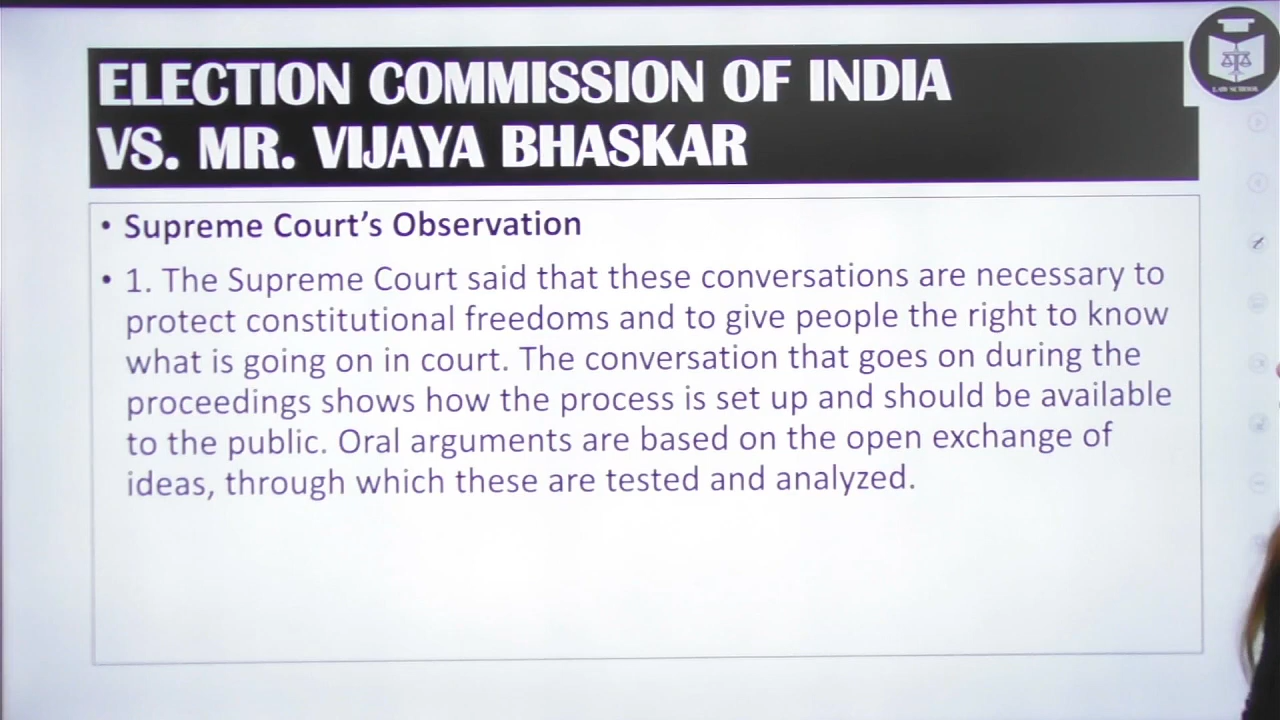 ELECTION COMMISSION OF INDIA
VS. MR. VIJAYA BHASKAR
LAW SCHOOL
• Supreme Court’s Observation
• 1. The Supreme Court said that these conversations are necessary to
protect constitutional freedoms and to give people the right to know
what is going on in court. The conversation that goes on during the
proceedings shows how the process is set up and should be available
to the public. Oral arguments are based on the open exchange of
ideas, through which these are tested and analyzed.